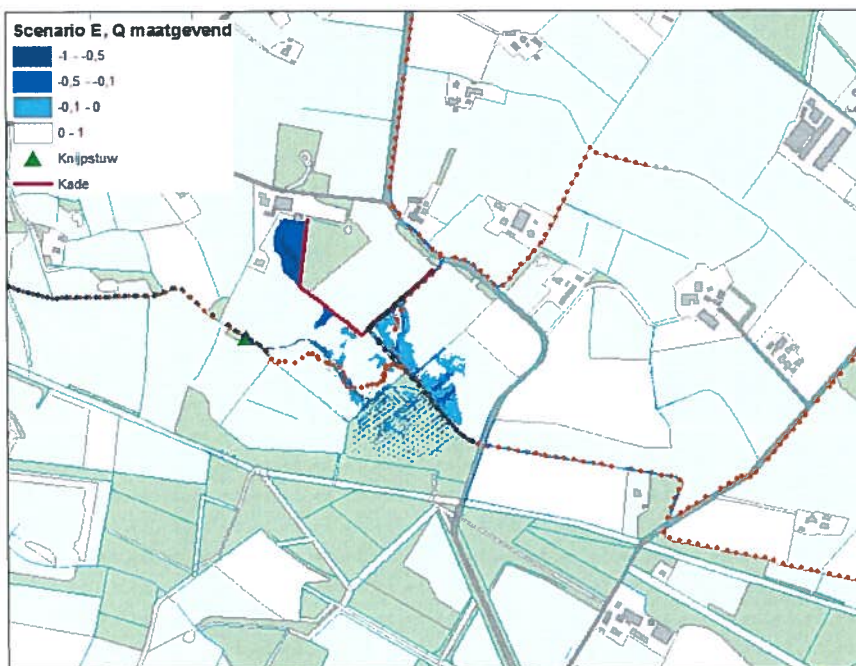 Scenario E, Q maatgevend
-1 - -0,5
-0,5 - -0,1
-0,1 - 0
0 - 1
Knijpstuw
Kade